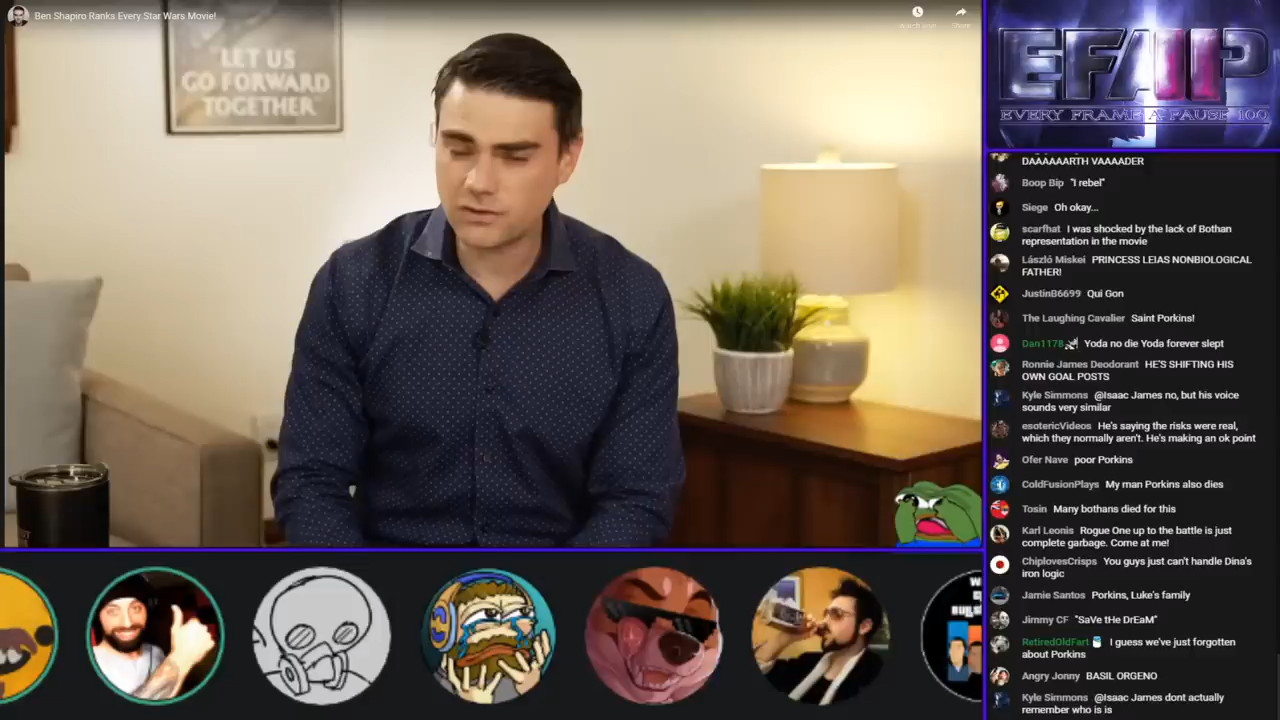 Ben Shapiro Ranks Every Star Wars Movie!
Share
LET US
GO FORWARD
TOGETHER
EFAP
EVERY FRAME A PAUSE 100
DAAAAAARTH VAAAADER
Boop Bip "I rebel"
Siege Oh okay...
scarfhat I was shocked by the lack of Bothan
representation in the movie
László Miskei PRINCESS LEIAS NONBIOLOGICAL
FATHER!
JustinB6699 Qui Gon
The Laughing Cavalier Saint Porkins!
Dan1178 Yoda no die Yoda forever slept
Ronnie James Deodorant HE'S SHIFTING HIS
OWN GOAL POSTS
Kyle Simmons @Isaac James no, but his voice
sounds very similar
esotericVideos He's saying the risks were real,
which they normally aren't. He's making an ok point
Ofer Nave poor Porkins
ColdFusionPlays My man Porkins also dies
Tosin Many bothans died for this
Karl Leonis Rogue One up to the battle is just
complete garbage. Come at me!
ChiplovesCrisps You guys just can't handle Dina's
iron logic
Jamie Santos Porkins, Luke's family
Jimmy CF "SaVe tHe DrEaM"
RetiredOldFart I guess we've just forgotten
about Porkins
Angry Jonny BASIL ORGENO
Kyle Simmons @Isaac James dont actually
remember who is is